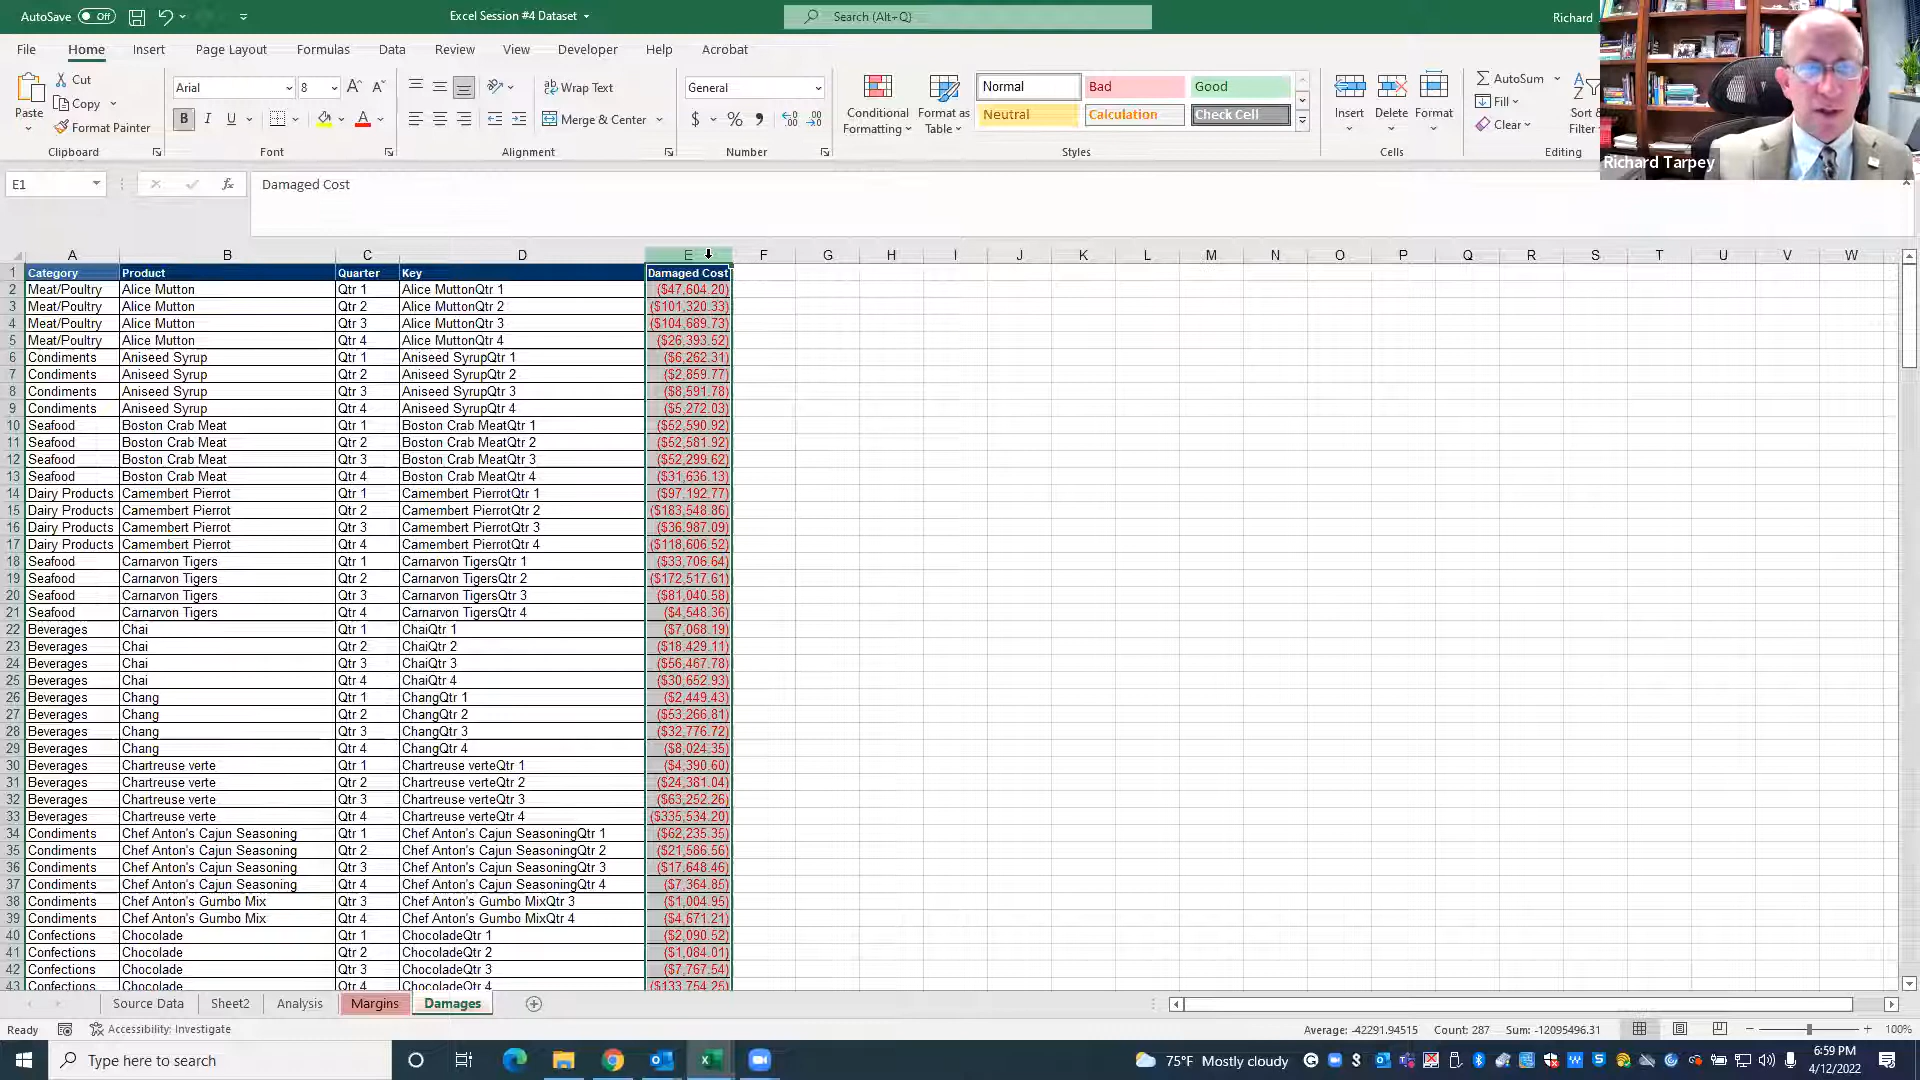 AutoSave Off Excel Session #4 Dataset Search (Alt+Q) Richard
File Home Insert Page Layout Formulas Data Review View Developer Help Acrobat
Paste Cut Copy Format Painter Clipboard
Arial 8 B I U A Font
Wrap Text Merge & Center Alignment
General $ % Number
Conditional Formatting Format as Table
Normal Bad Good
Neutral Calculation Check Cell
Styles
Insert Delete Format Cells
AutoSum Fill Clear Sort Filter Editing
Richard Tarpey
E1 fx Damaged Cost
A B C D E F G H I J K L M N O P Q R S T U V W
1 Category Product Quarter Key Damaged Cost
2 Meat/Poultry Alice Mutton Qtr 1 Alice MuttonQtr 1 ($47,604.20)
3 Meat/Poultry Alice Mutton Qtr 2 Alice MuttonQtr 2 ($101,320.33)
4 Meat/Poultry Alice Mutton Qtr 3 Alice MuttonQtr 3 ($104,689.73)
5 Meat/Poultry Alice Mutton Qtr 4 Alice MuttonQtr 4 ($26,393.52)
6 Condiments Aniseed Syrup Qtr 1 Aniseed SyrupQtr 1 ($6,262.31)
7 Condiments Aniseed Syrup Qtr 2 Aniseed SyrupQtr 2 ($2,859.77)
8 Condiments Aniseed Syrup Qtr 3 Aniseed SyrupQtr 3 ($8,591.78)
9 Condiments Aniseed Syrup Qtr 4 Aniseed SyrupQtr 4 ($5,272.03)
10 Seafood Boston Crab Meat Qtr 1 Boston Crab MeatQtr 1 ($52,590.92)
11 Seafood Boston Crab Meat Qtr 2 Boston Crab MeatQtr 2 ($52,581.92)
12 Seafood Boston Crab Meat Qtr 3 Boston Crab MeatQtr 3 ($52,299.62)
13 Seafood Boston Crab Meat Qtr 4 Boston Crab MeatQtr 4 ($31,636.13)
14 Dairy Products Camembert Pierrot Qtr 1 Camembert PierrotQtr 1 ($97,192.77)
15 Dairy Products Camembert Pierrot Qtr 2 Camembert PierrotQtr 2 ($183,548.86)
16 Dairy Products Camembert Pierrot Qtr 3 Camembert PierrotQtr 3 ($36,987.09)
17 Dairy Products Camembert Pierrot Qtr 4 Camembert PierrotQtr 4 ($118,606.52)
18 Seafood Carnarvon Tigers Qtr 1 Carnarvon TigersQtr 1 ($33,706.64)
19 Seafood Carnarvon Tigers Qtr 2 Carnarvon TigersQtr 2 ($172,517.61)
20 Seafood Carnarvon Tigers Qtr 3 Carnarvon TigersQtr 3 ($81,040.58)
21 Seafood Carnarvon Tigers Qtr 4 Carnarvon TigersQtr 4 ($4,548.36)
22 Beverages Chai Qtr 1 ChaiQtr 1 ($7,068.19)
23 Beverages Chai Qtr 2 ChaiQtr 2 ($18,429.11)
24 Beverages Chai Qtr 3 ChaiQtr 3 ($56,467.78)
25 Beverages Chai Qtr 4 ChaiQtr 4 ($30,652.93)
26 Beverages Chang Qtr 1 ChangQtr 1 ($2,449.43)
27 Beverages Chang Qtr 2 ChangQtr 2 ($53,266.81)
28 Beverages Chang Qtr 3 ChangQtr 3 ($32,776.72)
29 Beverages Chang Qtr 4 ChangQtr 4 ($8,024.35)
30 Beverages Chartreuse verte Qtr 1 Chartreuse verteQtr 1 ($4,390.60)
31 Beverages Chartreuse verte Qtr 2 Chartreuse verteQtr 2 ($24,381.04)
32 Beverages Chartreuse verte Qtr 3 Chartreuse verteQtr 3 ($63,252.26)
33 Beverages Chartreuse verte Qtr 4 Chartreuse verteQtr 4 ($335,534.20)
34 Condiments Chef Anton's Cajun Seasoning Qtr 1 Chef Anton's Cajun SeasoningQtr 1 ($62,235.35)
35 Condiments Chef Anton's Cajun Seasoning Qtr 2 Chef Anton's Cajun SeasoningQtr 2 ($21,586.56)
36 Condiments Chef Anton's Cajun Seasoning Qtr 3 Chef Anton's Cajun SeasoningQtr 3 ($17,648.46)
37 Condiments Chef Anton's Cajun Seasoning Qtr 4 Chef Anton's Cajun SeasoningQtr 4 ($7,364.85)
38 Condiments Chef Anton's Gumbo Mix Qtr 3 Chef Anton's Gumbo MixQtr 3 ($1,004.95)
39 Condiments Chef Anton's Gumbo Mix Qtr 4 Chef Anton's Gumbo MixQtr 4 ($4,671.21)
40 Confections Chocolade Qtr 1 ChocoladeQtr 1 ($2,090.52)
41 Confections Chocolade Qtr 2 ChocoladeQtr 2 ($1,084.01)
42 Confections Chocolade Qtr 3 ChocoladeQtr 3 ($7,767.54)
43 Confections Chocolade Qtr 4 ChocoladeQtr 4 ($133,754.25)
Source Data Sheet2 Analysis Margins Damages
Ready Accessibility: Investigate Average: -42291.94515 Count: 287 Sum: -12095496.31 100%
Type here to search 75°F Mostly cloudy 6:59 PM
4/12/2022